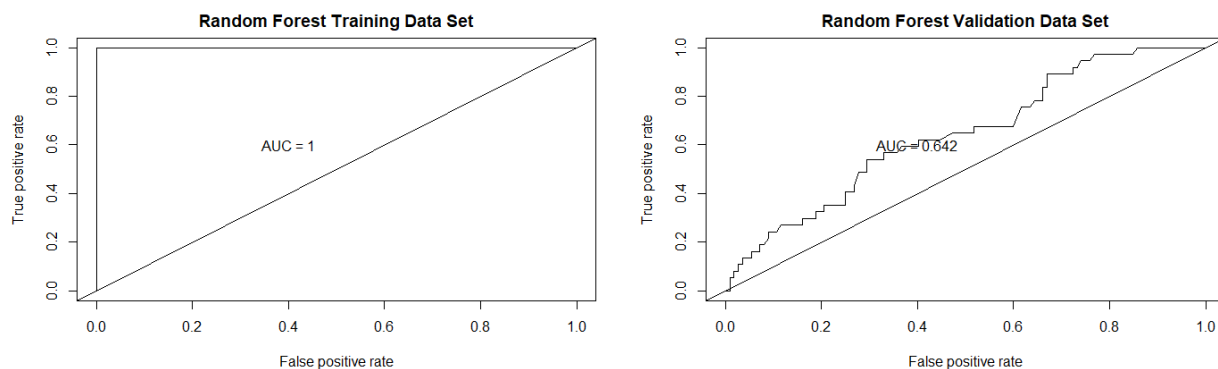 Random Forest Training Data Set
1.0
0.8
0.6
0.4
0.2
0.0
True positive rate
AUC = 1
0.0 0.2 0.4 0.6 0.8 1.0
False positive rate
Random Forest Validation Data Set
1.0
0.8
0.6
0.4
0.2
0.0
True positive rate
AUC = 0.642
0.0 0.2 0.4 0.6 0.8 1.0
False positive rate